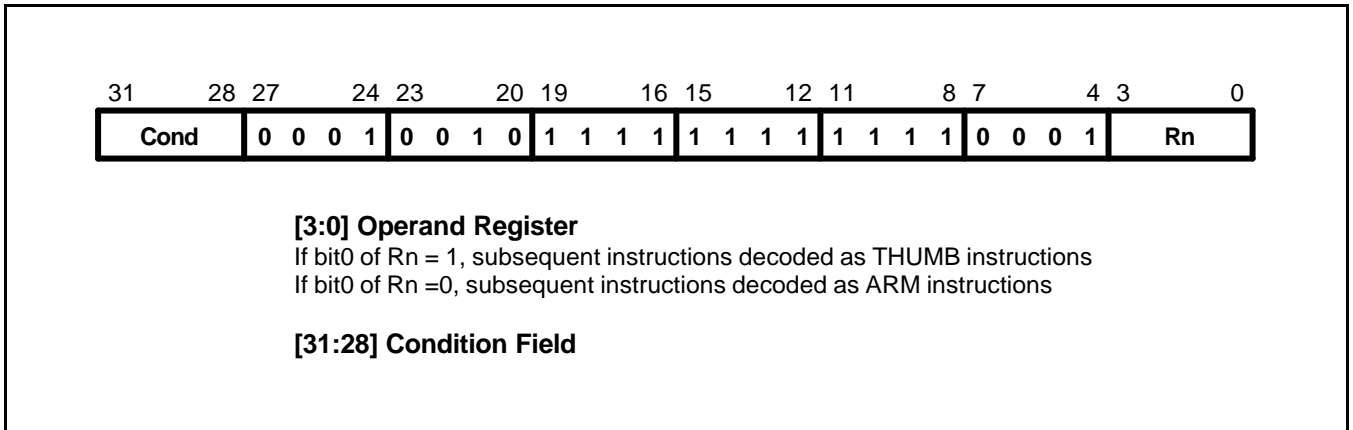 31 28 27 24 23 20 19 16 15 12 11 8 7 4 3 0
Cond 0 0 0 1 0 0 1 0 1 1 1 1 1 1 1 1 1 1 1 1 0 0 0 1 Rn
[3:0] Operand Register
If bit0 of Rn = 1, subsequent instructions decoded as THUMB instructions
If bit0 of Rn =0, subsequent instructions decoded as ARM instructions
[31:28] Condition Field